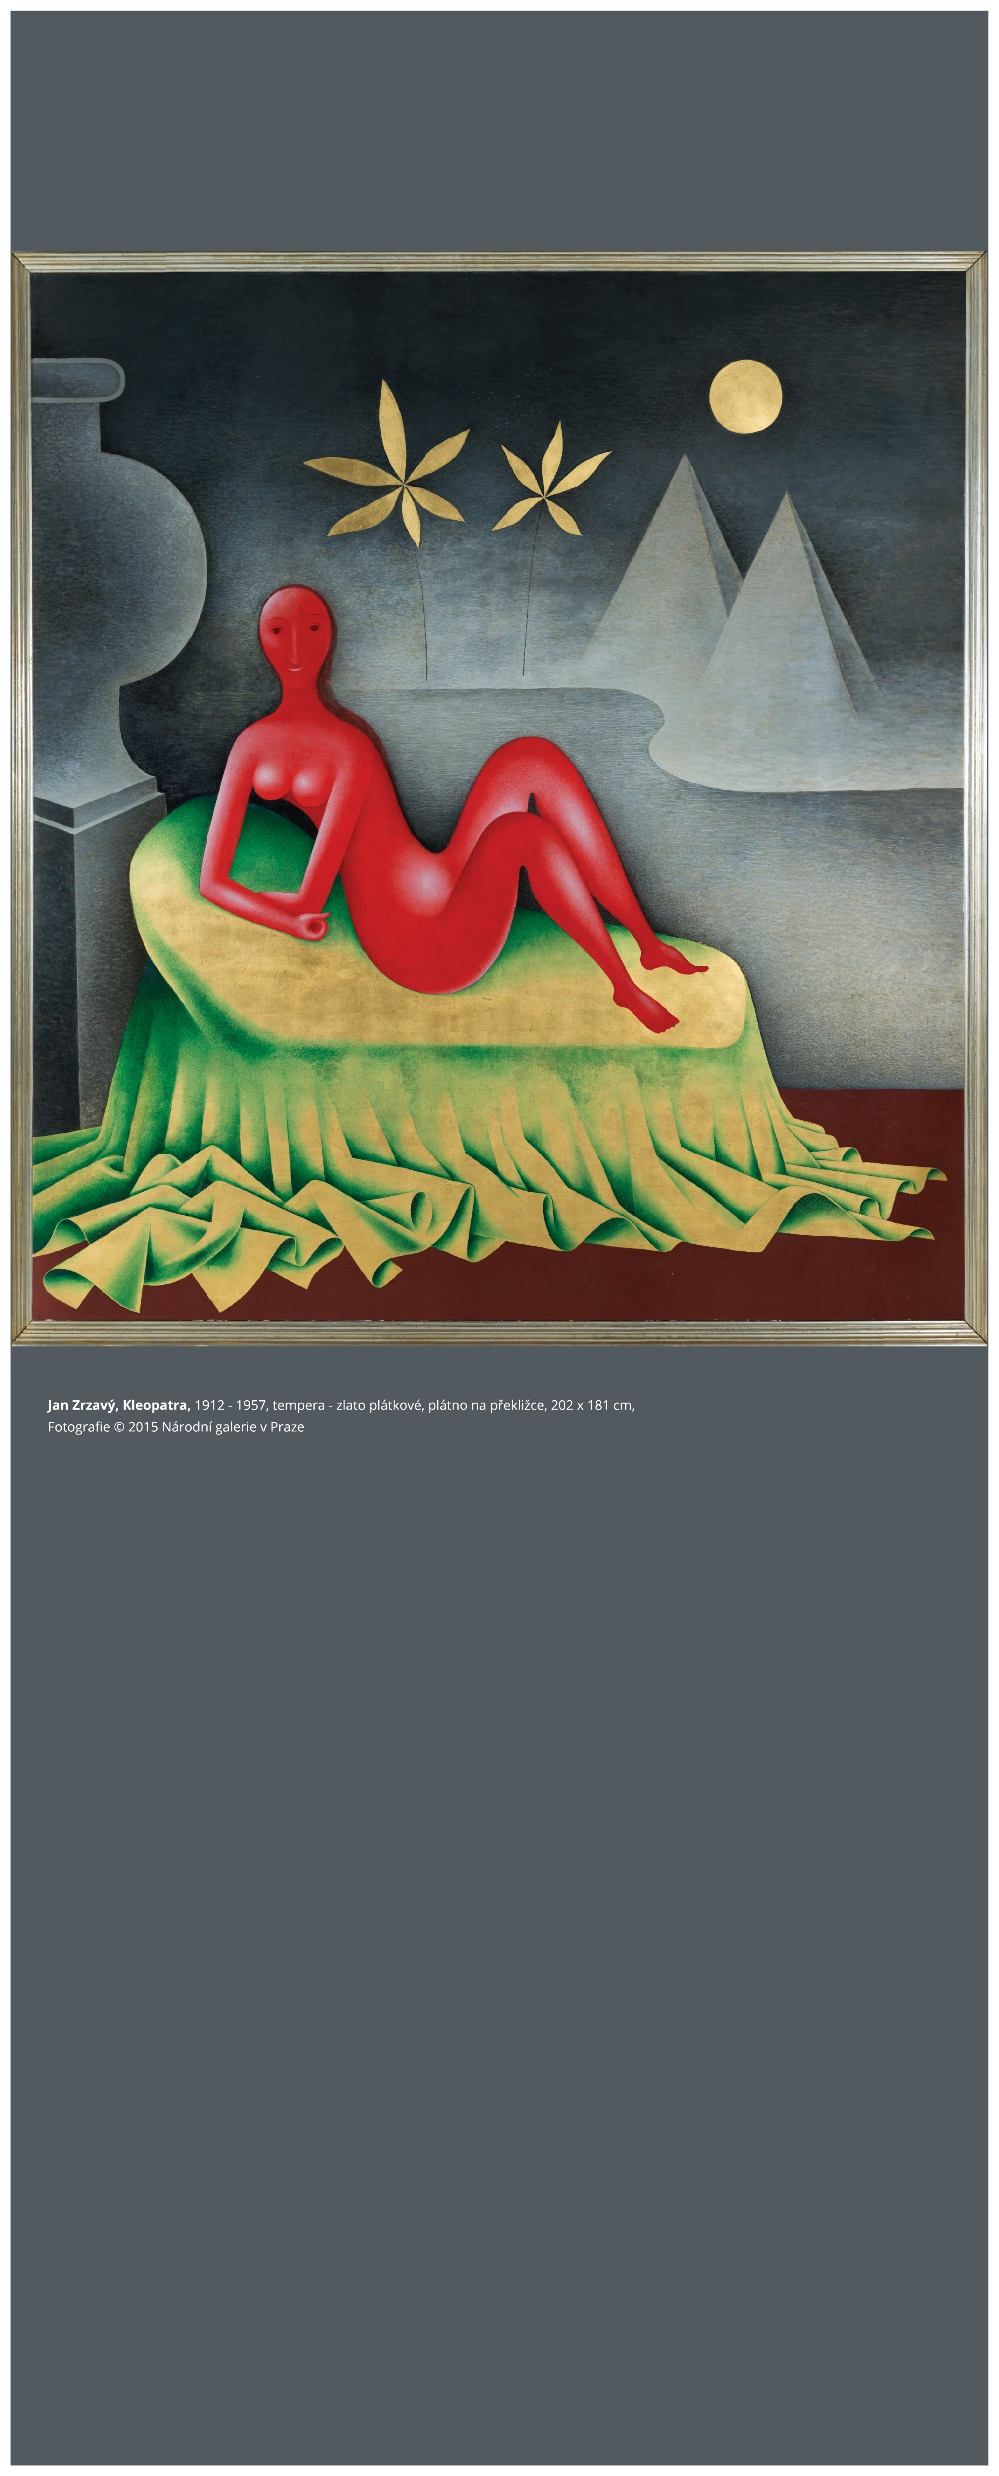 Jan Zrzavý, Kleopatra, 1912 - 1957, tempera - zlato plátkové, plátno na překližce, 202 x 181 cm,
Fotografie © 2015 Národní galerie v Praze